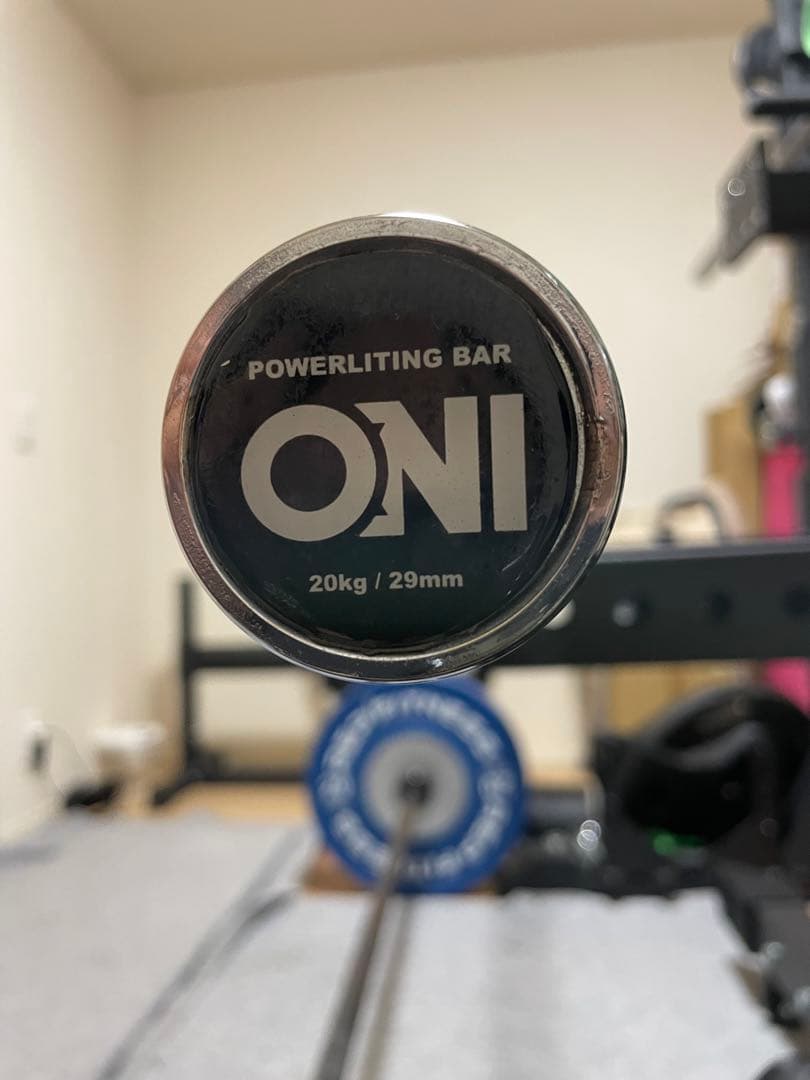 POWERLITING BAR
ONI
20kg / 29mm